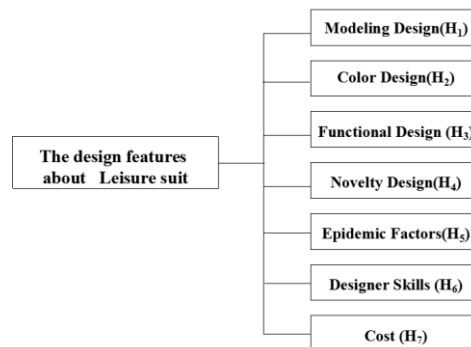 Modeling Design(H₁)
Color Design(H₂)
Functional Design (H₃)
The design features
about Leisure suit
Novelty Design(H₄)
Epidemic Factors(H₅)
Designer Skills (H₆)
Cost (H₇)